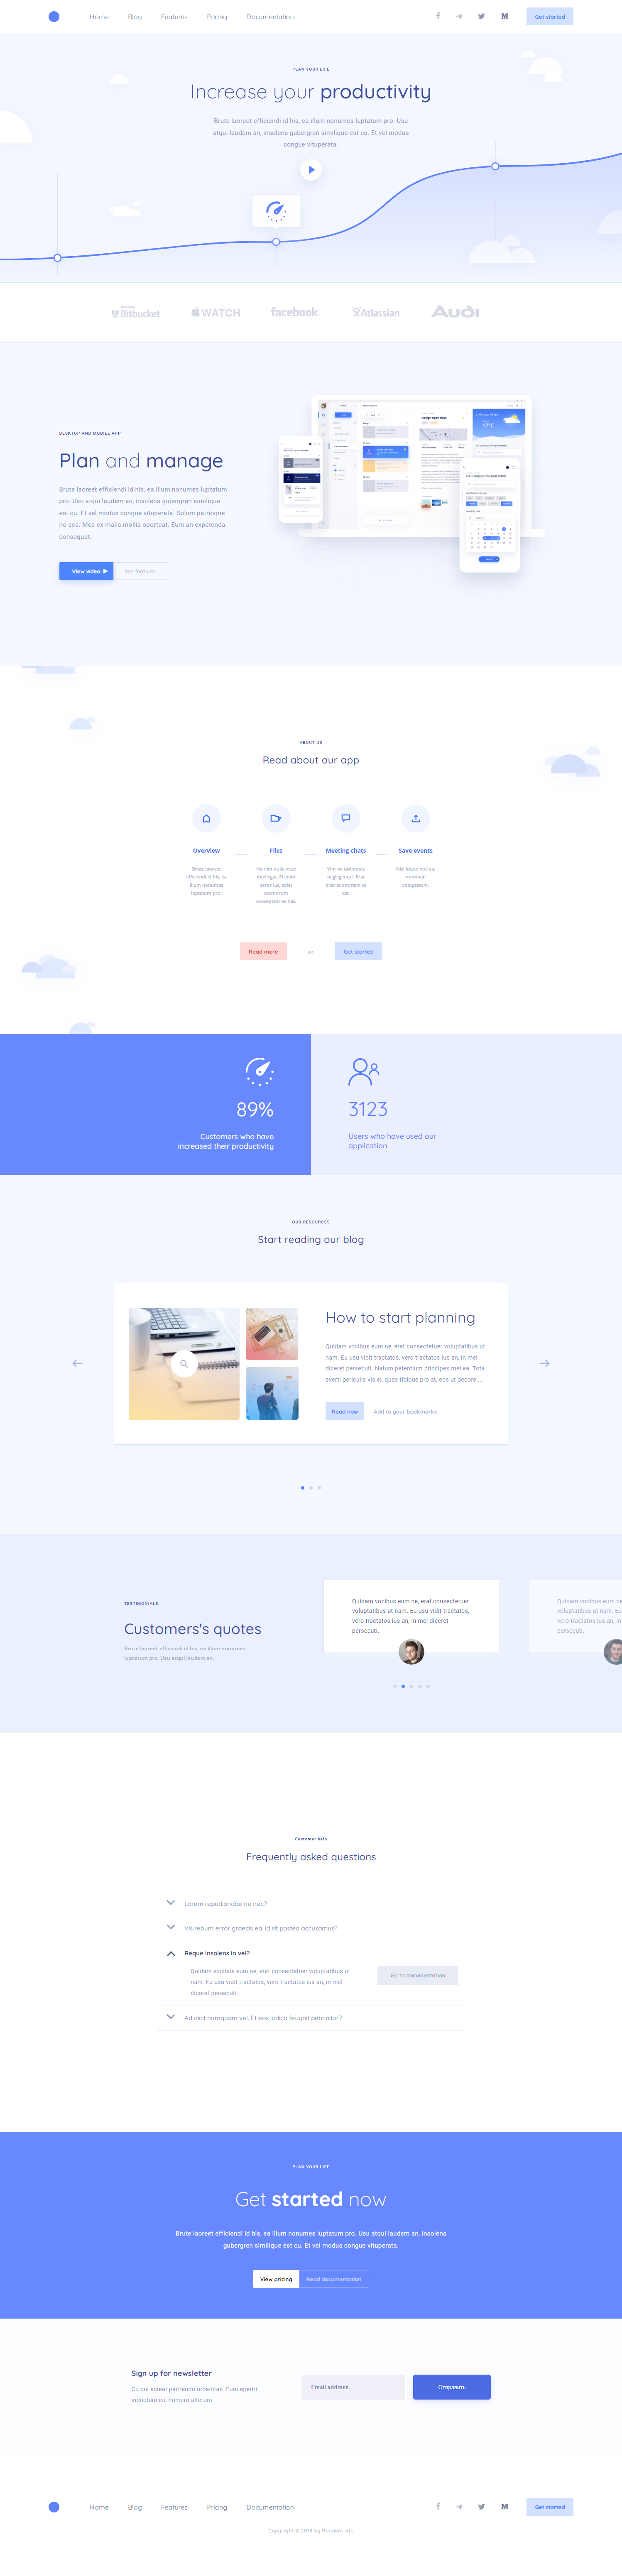 Home Blog Features Pricing Documentation Get started
PLAN YOUR LIFE
Increase your productivity
Brute laoreet efficiendi id his, ea illum nonumes luptatum pro. Usu
atqui laudem an, insolens gubergren similique est cu. Et vel modus
congue vituperata.
Bitbucket WATCH facebook Atlassian Audi
DESKTOP AND MOBILE APP
Plan and manage
Brute laoreet efficiendi id his, ea illum nonumes luptatum
pro. Usu atqui laudem an, insolens gubergren similique
est cu. Et vel modus congue vituperata. Solum patrioque
no sea. Mea ex malia mollis oporteat. Eum an expetenda
consequat.
View video See features
Design open days
17°C
ABOUT US
Read about our app
Overview
Brute laoreet
efficiendi id his, ea
illum nonumes
luptatum pro.
Files
No vim nulla vitae
intellegat. Ei enim
error ius, solet
atomorum
conceptam ex has.
Meeting chats
Vim ne tacimates
neglegentur. Erat
diceret omnium at
est.
Save events
Nisl idque mel ea,
nominati
voluptatum.
Read more or Get started
89%
Customers who have
increased their productivity
3123
Users who have used our
application
OUR RESOURCES
Start reading our blog
How to start planning
Quidam vocibus eum ne, erat consectetuer voluptatibus ut
nam. Eu usu vidit tractatos, vero tractatos ius an, in mel
diceret persecuti. Natum petentium principes mei ea. Tota
everti periculis vis ei, quas tibique pro at, eos ut decore ...
Read now Add to your bookmarks
TESTIMONIALS
Customers's quotes
Brute laoreet efficiendi id his, ea illum nonumes
luptatum pro. Usu atqui laudem an.
Quidam vocibus eum ne, erat consectetuer
voluptatibus ut nam. Eu usu vidit tractatos,
vero tractatos ius an, in mel diceret
persecuti.
Quidam vocibus eum ne
voluptatibus ut nam. Eu
vero tractatos ius an, in
persecuti.
Customer help
Frequently asked questions
Lorem repudiandae ne nec?
Vis rebum error graecis ea, id sit postea accusamus?
Reque insolens in vel?
Quidam vocibus eum ne, erat consectetuer voluptatibus ut
nam. Eu usu vidit tractatos, vero tractatos ius an, in mel
diceret persecuti.
Go to documentation
Ad dicit numquam vel. Et eos iudico feugait percipitur?
PLAN YOUR LIFE
Get started now
Brute laoreet efficiendi id his, ea illum nonumes luptatum pro. Usu atqui laudem an, insolens
gubergren similique est cu. Et vel modus congue vituperata.
View pricing Read documentation
Sign up for newsletter
Cu qui soleat partiendo urbanitas. Eum aperiri
indoctum eu, homero alterum.
Email address Отправить
Home Blog Features Pricing Documentation Get started
Copyright © 2018 by Random site